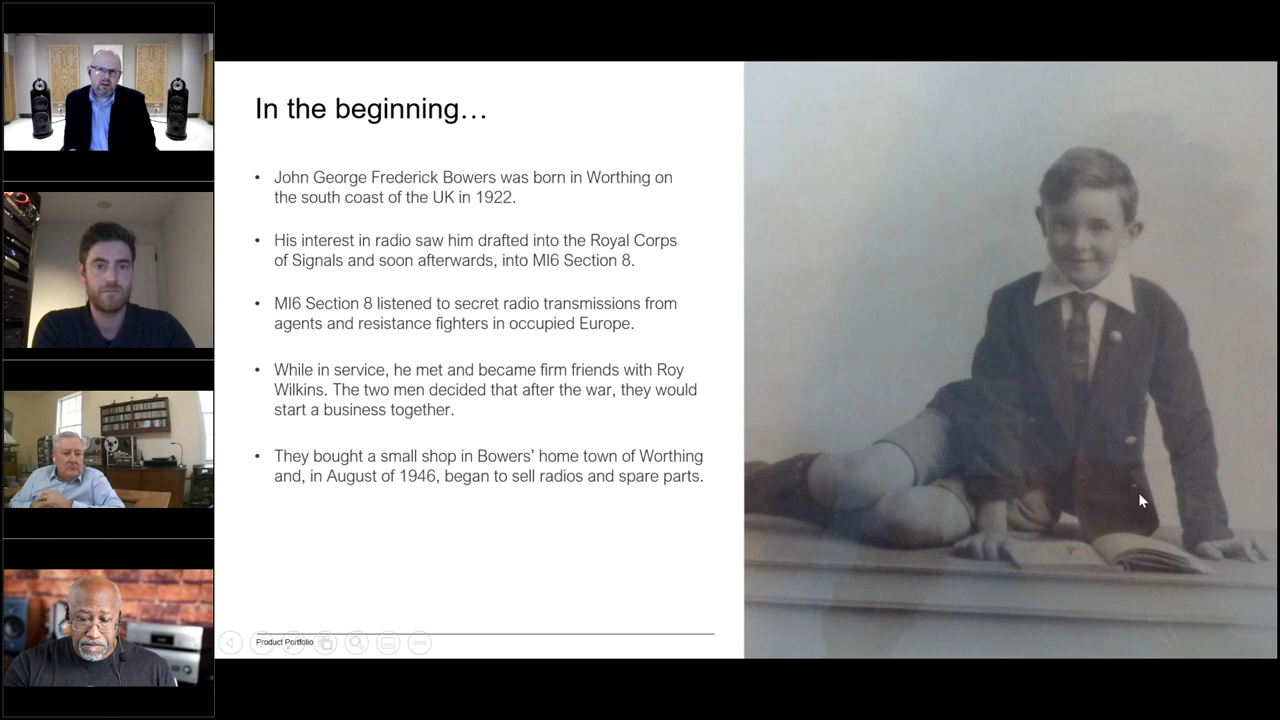 In the beginning…
• John George Frederick Bowers was born in Worthing on
the south coast of the UK in 1922.
• His interest in radio saw him drafted into the Royal Corps
of Signals and soon afterwards, into MI6 Section 8.
• MI6 Section 8 listened to secret radio transmissions from
agents and resistance fighters in occupied Europe.
• While in service, he met and became firm friends with Roy
Wilkins. The two men decided that after the war, they would
start a business together.
• They bought a small shop in Bowers’ home town of Worthing
and, in August of 1946, began to sell radios and spare parts.
Product Portfolio